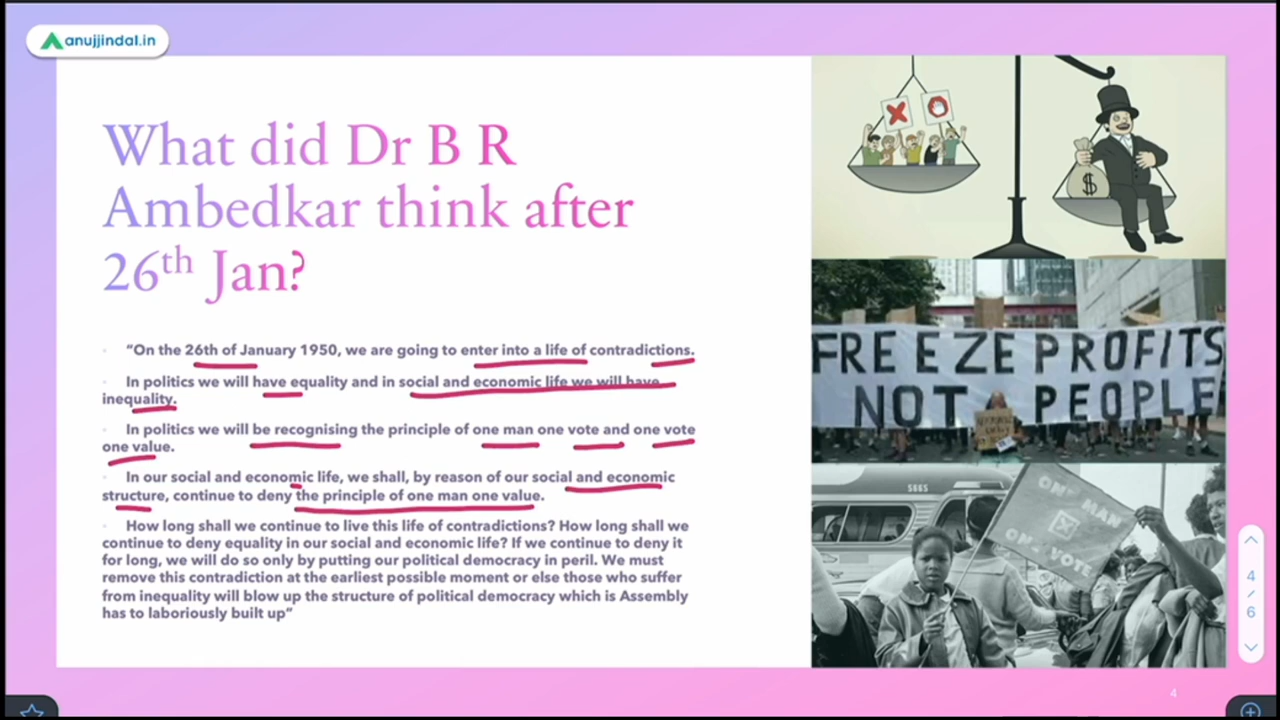 anujjindal.in
What did Dr B R
Ambedkar think after
26th Jan?
“On the 26th of January 1950, we are going to enter into a life of contradictions.
In politics we will have equality and in social and economic life we will have
inequality.
In politics we will be recognising the principle of one man one vote and one vote
one value.
In our social and economic life, we shall, by reason of our social and economic
structure, continue to deny the principle of one man one value.
How long shall we continue to live this life of contradictions? How long shall we
continue to deny equality in our social and economic life? If we continue to deny it
for long, we will do so only by putting our political democracy in peril. We must
remove this contradiction at the earliest possible moment or else those who suffer
from inequality will blow up the structure of political democracy which is Assembly
has to laboriously built up”
$
FREEZE PROFITS
NOT PEOPLE
S665
ONE MAN
ONE VOTE
4
/
6
4